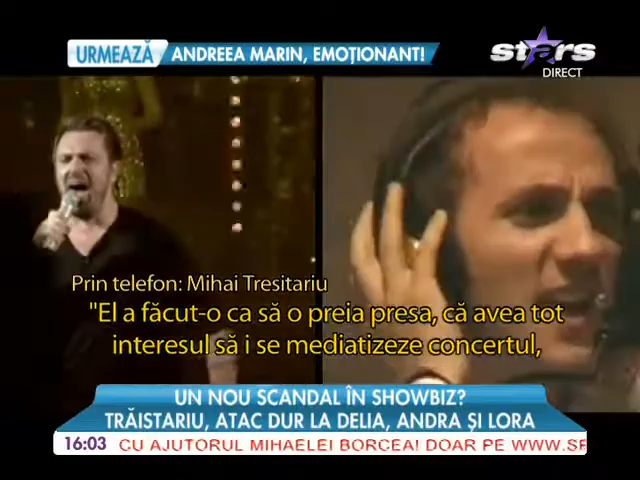 URMEAZĂ ANDREEA MARIN, EMOȚIONANT!
stars
DIRECT
Prin telefon: Mihai Tresitariu
"El a făcut-o ca să o preia presa, că avea tot
interesul să i se mediatizeze concertul,
UN NOU SCANDAL ÎN SHOWBIZ?
TRĂISTARIU, ATAC DUR LA DELIA, ANDRA ȘI LORA
16:03 CU AJUTORUL MIHAELEI BORCEA! DOAR PE WWW.SP